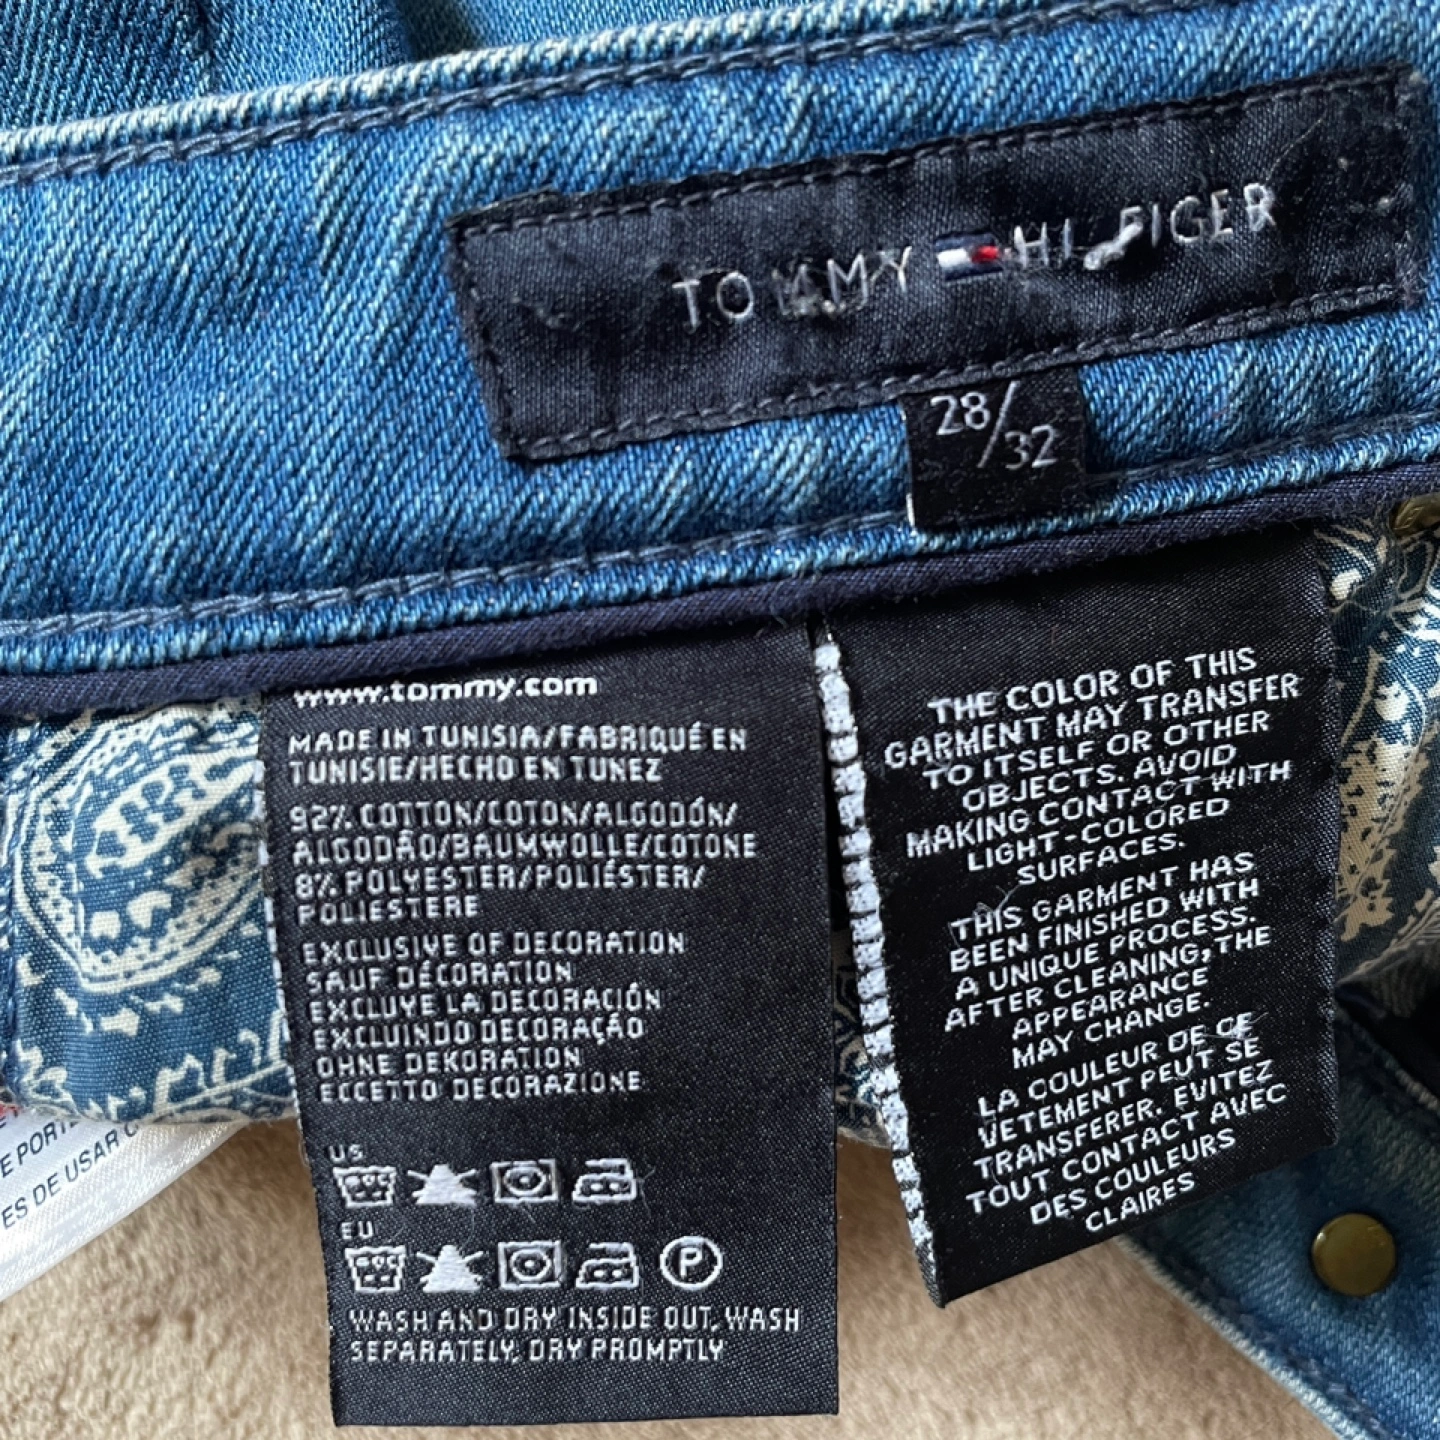 TOMMY HILFIGER
28/32
www.tommy.com
MADE IN TUNISIA/FABRIQUÉ EN
TUNISIE/HECHO EN TUNEZ
92% COTTON/COTON/ALGODÓN/
ALGODÃO/BAUMWOLLE/COTONE
8% POLYESTER/POLIÉSTER/
POLIESTERE
EXCLUSIVE OF DECORATION
SAUF DÉCORATION
EXCLUYE LA DECORACIÓN
EXCLUINDO DECORAÇÃO
OHNE DEKORATION
ECCETTO DECORAZIONE
US
EU
P
WASH AND DRY INSIDE OUT, WASH
SEPARATELY, DRY PROMPTLY
THE COLOR OF THIS
GARMENT MAY TRANSFER
TO ITSELF OR OTHER
OBJECTS. AVOID
MAKING CONTACT WITH
LIGHT-COLORED
SURFACES.
THIS GARMENT HAS
BEEN FINISHED WITH
A UNIQUE PROCESS.
AFTER CLEANING, THE
APPEARANCE
MAY CHANGE.
LA COULEUR DE CE
VETEMENT PEUT SE
TRANSFERER. EVITEZ
TOUT CONTACT AVEC
DES COULEURS
CLAIRES
E PORT
ES DE USAR